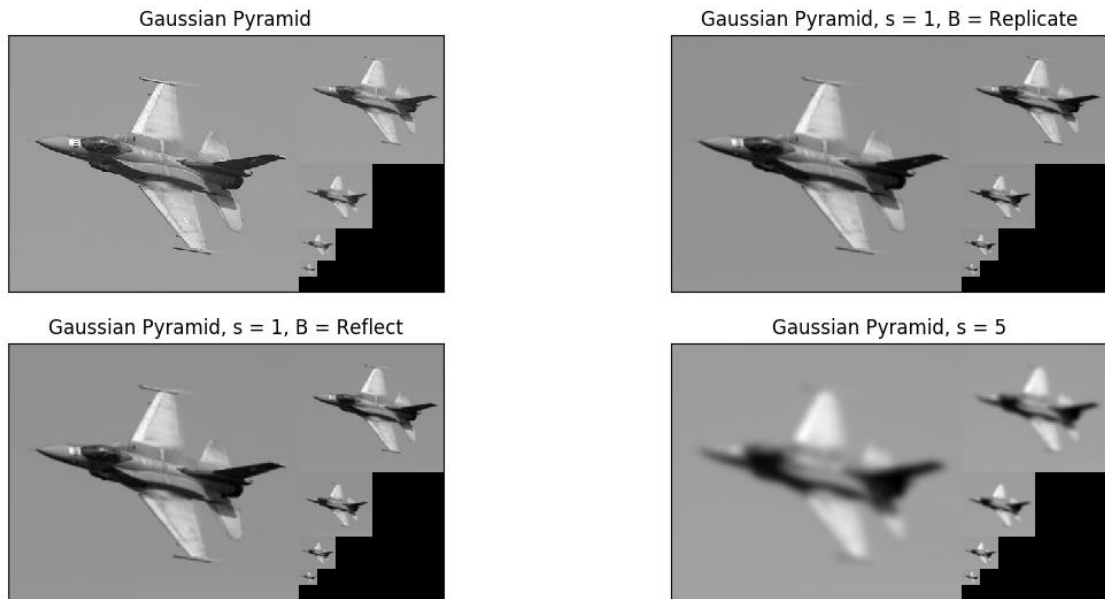 Gaussian Pyramid
Gaussian Pyramid, s = 1, B = Replicate
Gaussian Pyramid, s = 1, B = Reflect
Gaussian Pyramid, s = 5